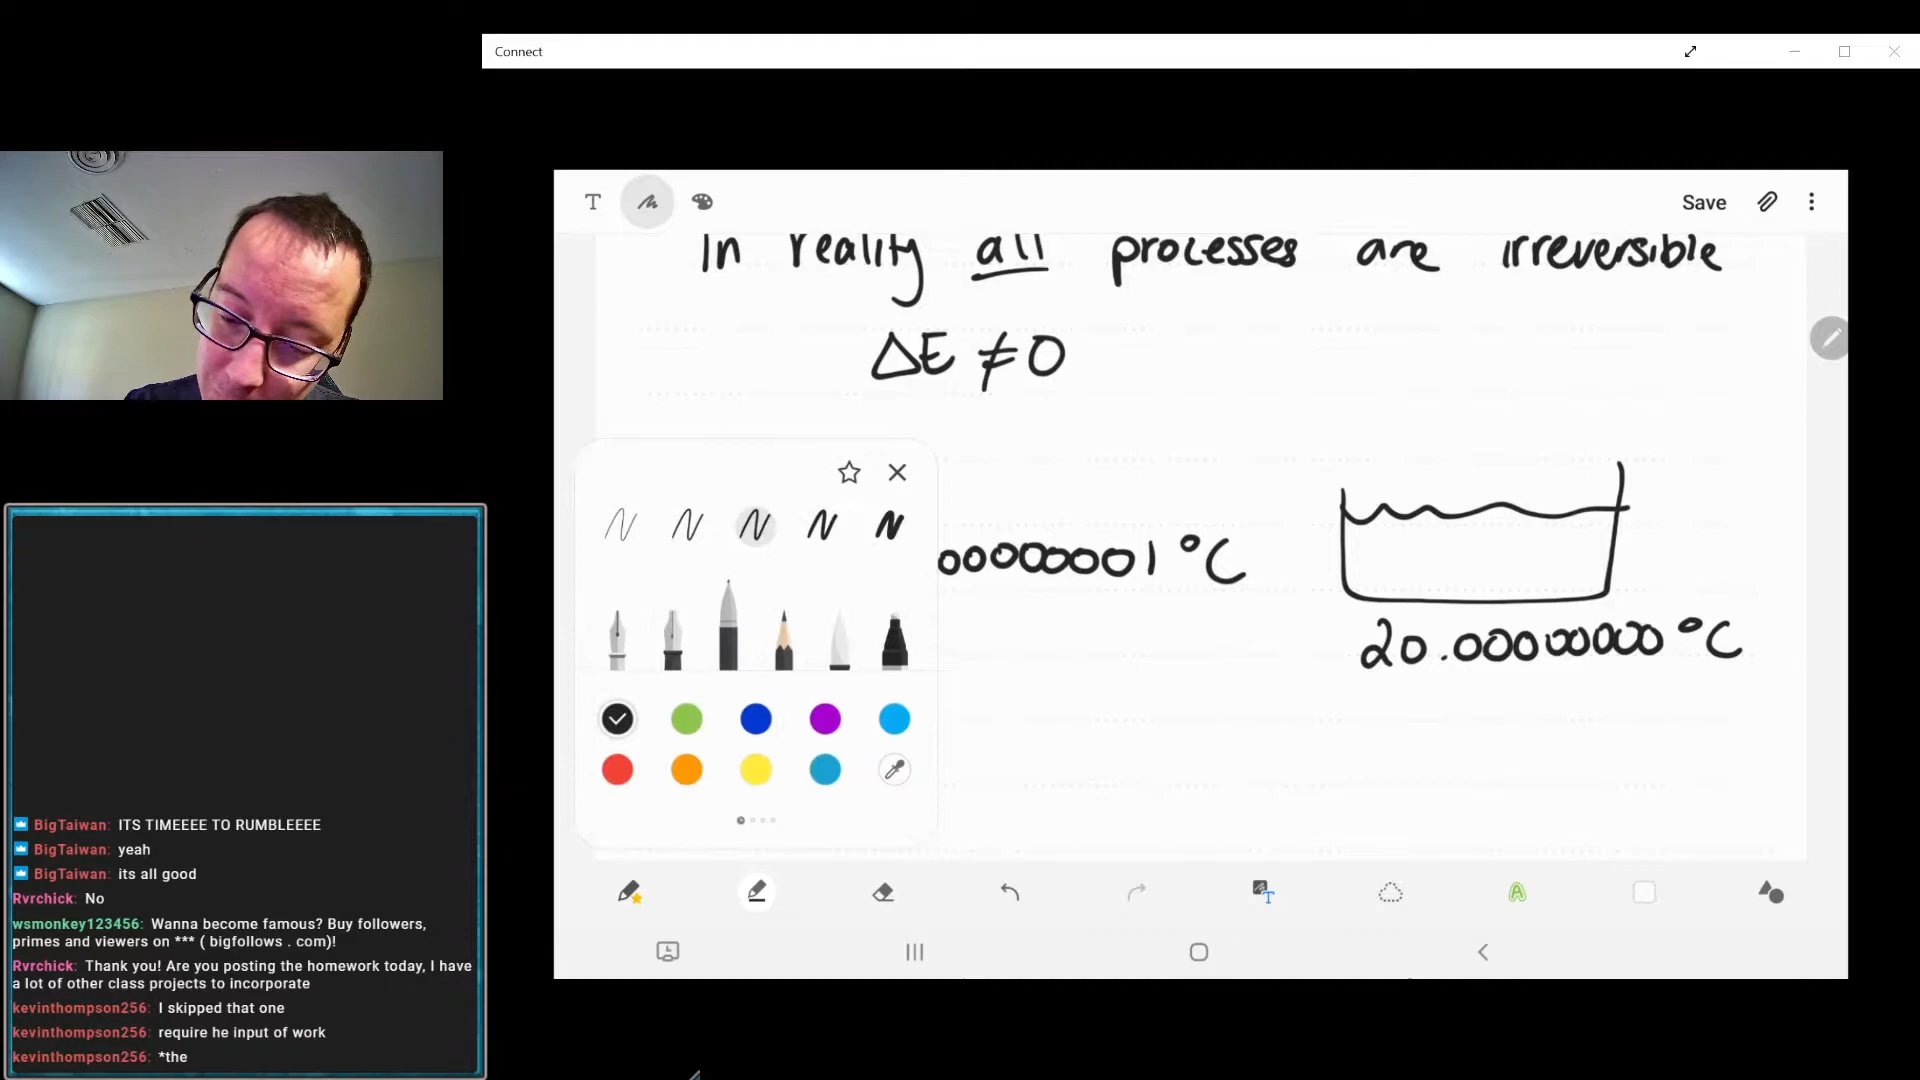 Connect
T
Save
In reality all processes are irreversible
ΔE ≠ 0
00000001 °C
20.00000000 °C
BigTaiwan: ITS TIMEEEE TO RUMBLEEEE
BigTaiwan: yeah
BigTaiwan: its all good
Rvrchick: No
wsmonkey123456: Wanna become famous? Buy followers,
primes and viewers on *** ( bigfollows . com)!
Rvrchick: Thank you! Are you posting the homework today, I have
a lot of other class projects to incorporate
kevinthompson256: I skipped that one
kevinthompson256: require he input of work
kevinthompson256: *the